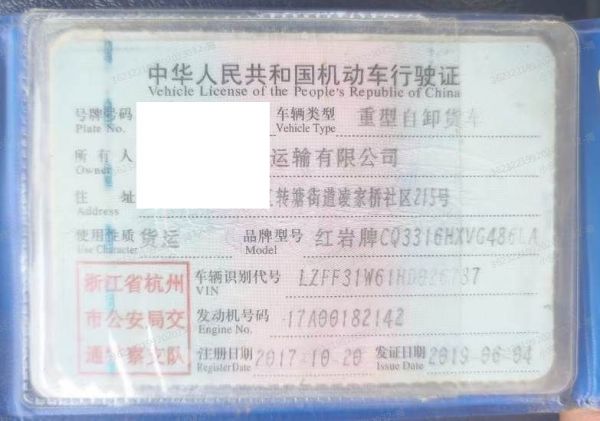 中华人民共和国机动车行驶证
Vehicle License of the People's Republic of China
号牌号码 车辆类型 重型自卸货车
Plate No. Vehicle Type
所有人 运输有限公司
Owner
住址 转塘街道凌家桥社区215号
Address
使用性质 货运 品牌型号 红岩牌CQ3316HXVG486LA
Use Character Model
浙江省杭州 车辆识别代号
VIN
市公安局交 发动机号码 17A00182142
Engine No.
通警察支队 注册日期 2017-10-20 发证日期 2019-06-04
Register Date Issue Date